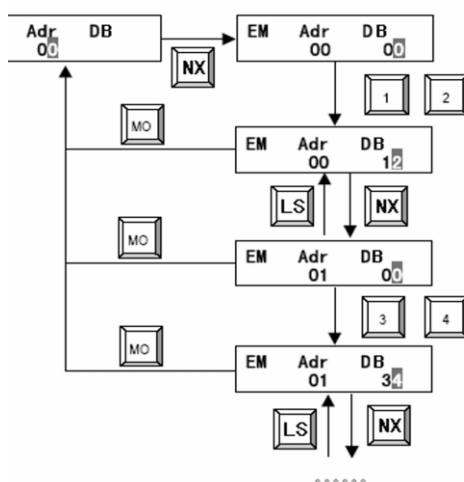 Adr DB
00
NX
EM Adr DB
00 00
1 2
MO
EM Adr DB
00 12
LS NX
MO
EM Adr DB
01 00
3 4
MO
EM Adr DB
01 34
LS NX